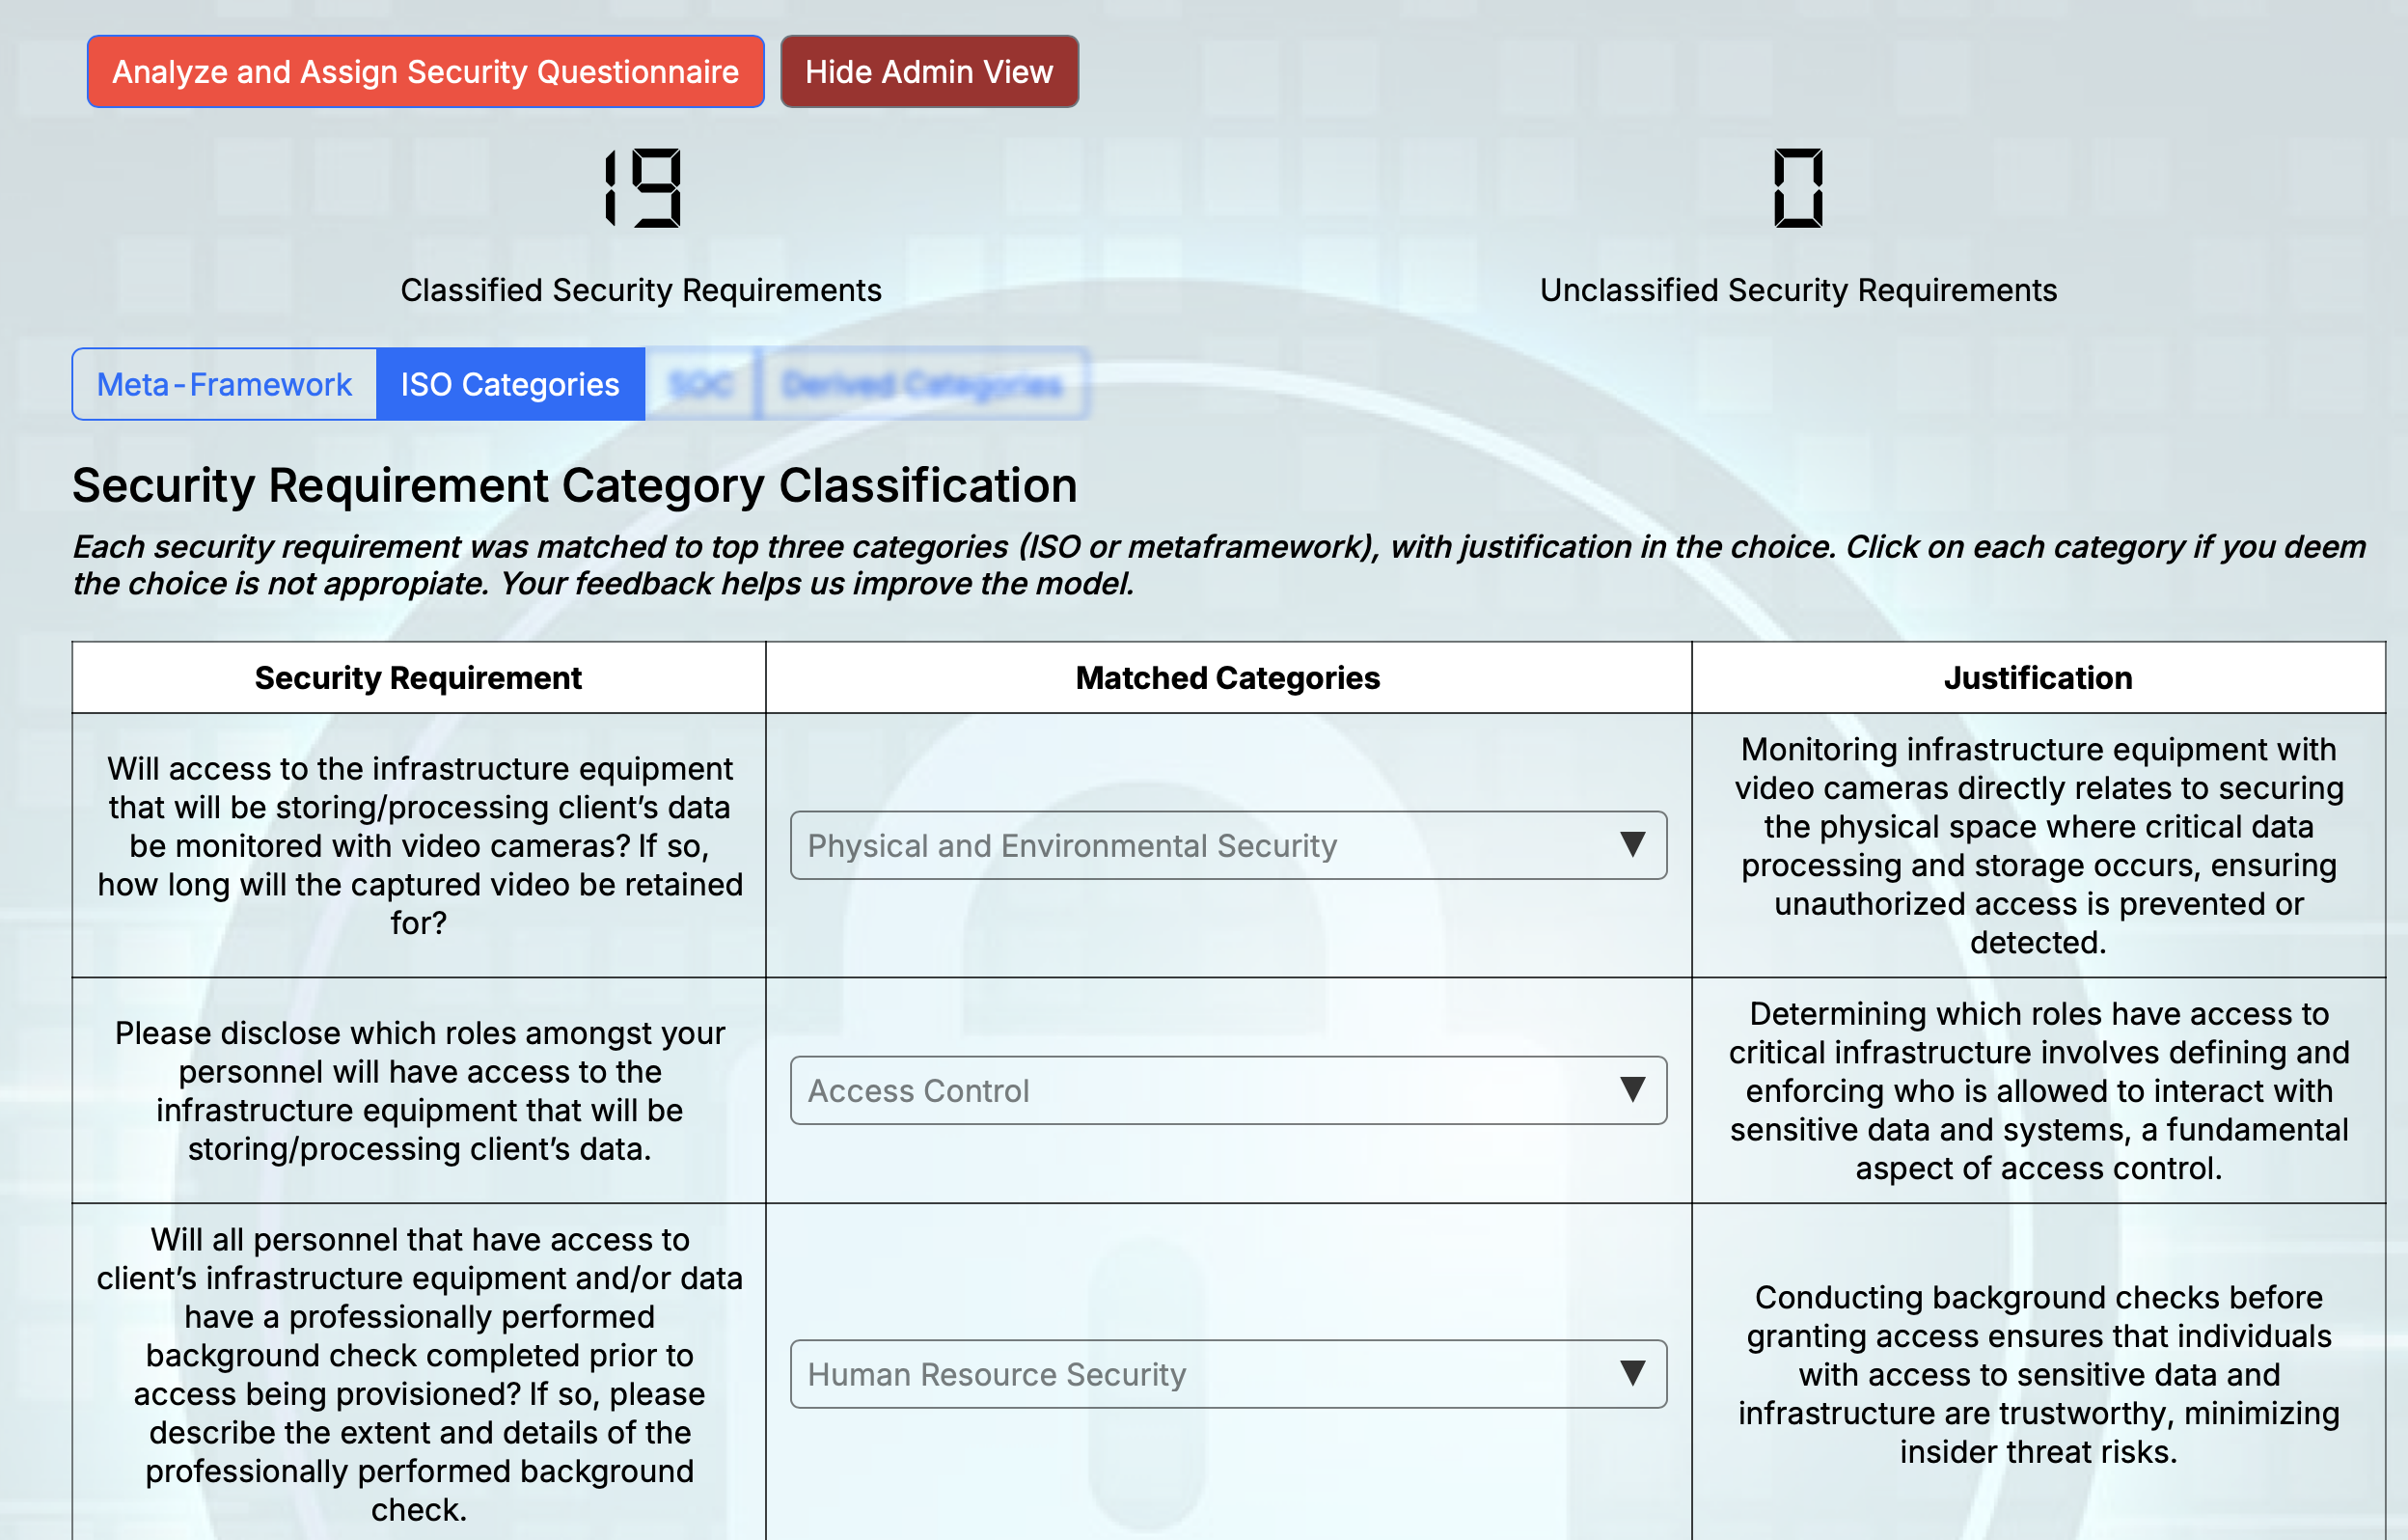 Analyze and Assign Security Questionnaire
Hide Admin View
19
0
Classified Security Requirements
Unclassified Security Requirements
Meta-Framework
ISO Categories
SOC
Derived Categories
Security Requirement Category Classification
Each security requirement was matched to top three categories (ISO or metaframework), with justification in the choice. Click on each category if you deem
the choice is not appropiate. Your feedback helps us improve the model.
Security Requirement
Matched Categories
Justification
Will access to the infrastructure equipment
that will be storing/processing client’s data
be monitored with video cameras? If so,
how long will the captured video be retained
for?
Physical and Environmental Security
Monitoring infrastructure equipment with
video cameras directly relates to securing
the physical space where critical data
processing and storage occurs, ensuring
unauthorized access is prevented or
detected.
Please disclose which roles amongst your
personnel will have access to the
infrastructure equipment that will be
storing/processing client’s data.
Access Control
Determining which roles have access to
critical infrastructure involves defining and
enforcing who is allowed to interact with
sensitive data and systems, a fundamental
aspect of access control.
Will all personnel that have access to
client’s infrastructure equipment and/or data
have a professionally performed
background check completed prior to
access being provisioned? If so, please
describe the extent and details of the
professionally performed background
check.
Human Resource Security
Conducting background checks before
granting access ensures that individuals
with access to sensitive data and
infrastructure are trustworthy, minimizing
insider threat risks.